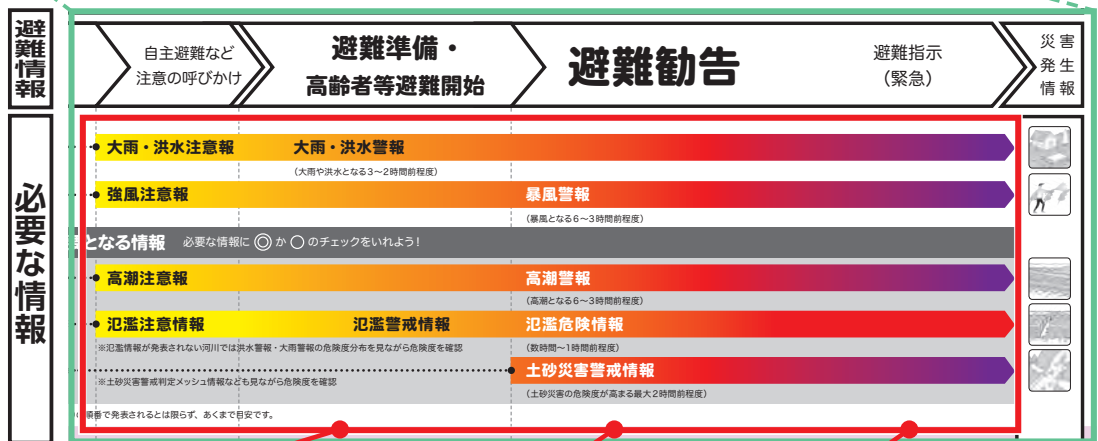 避難情報
自主避難など
注意の呼びかけ
避難準備・
高齢者等避難開始
避難勧告
避難指示
(緊急)
災害
発生
情報
必要な情報
大雨・洪水注意報
大雨・洪水警報
(大雨や洪水となる3~2時間前程度)
強風注意報
暴風警報
(暴風となる6~3時間前程度)
となる情報 必要な情報に ◎ か ○ のチェックをいれよう!
高潮注意報
高潮警報
(高潮となる6~3時間前程度)
氾濫注意情報
氾濫警戒情報
氾濫危険情報
※氾濫情報が発表されない河川では洪水警報・大雨警報の危険度分布を見ながら危険度を確認
(数時間~1時間前程度)
土砂災害警戒情報
※土砂災害警戒判定メッシュ情報なども見ながら危険度を確認
(土砂災害の危険度が高まる最大2時間前程度)
順番で発表されるとは限らず、あくまで目安です。